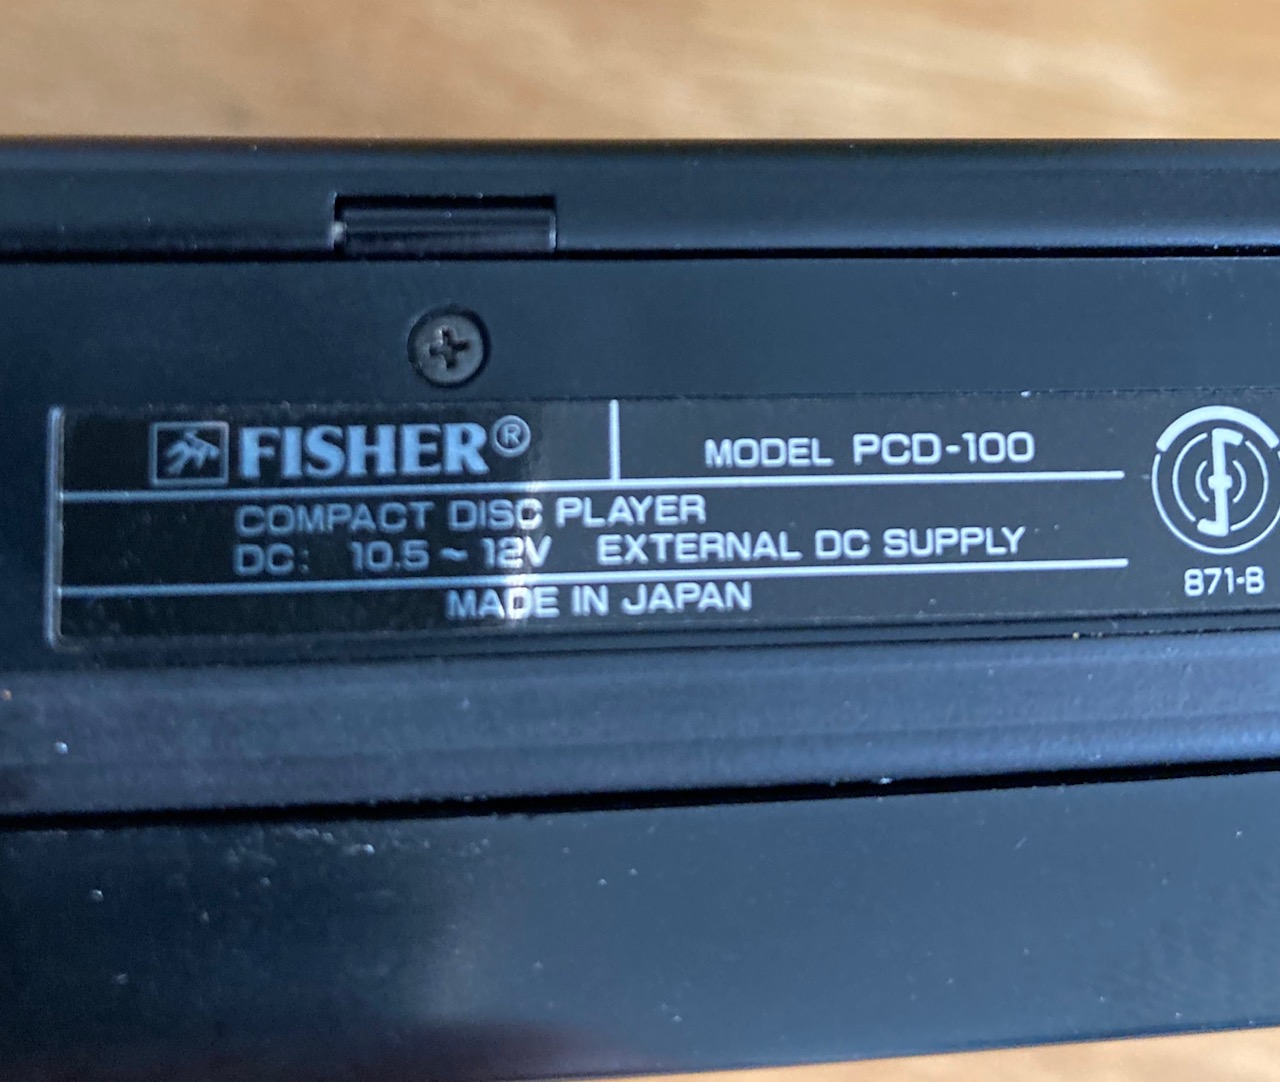 FISHER®
MODEL PCD-100
COMPACT DISC PLAYER
DC: 10.5 ~ 12V EXTERNAL DC SUPPLY
MADE IN JAPAN
871-B